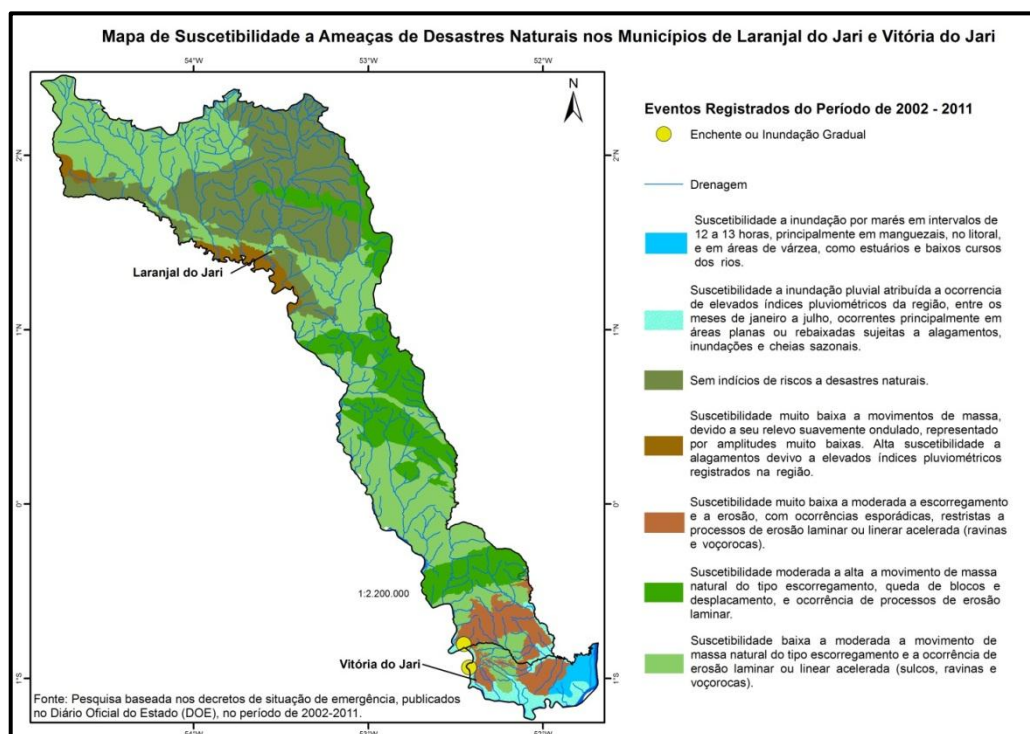 Mapa de Suscetibilidade a Ameaças de Desastres Naturais nos Municípios de Laranjal do Jari e Vitória do Jari
54°W
53°W
52°W
N
2°N
1°N
0°
1°S
Laranjal do Jari
1:2.200.000
Vitória do Jari
Fonte: Pesquisa baseada nos decretos de situação de emergência, publicados
no Diário Oficial do Estado (DOE), no período de 2002-2011.
54°W
53°W
52°W
2°N
1°N
0°
1°S
Eventos Registrados do Período de 2002 - 2011
Enchente ou Inundação Gradual
Drenagem
Suscetibilidade a inundação por marés em intervalos de
12 a 13 horas, principalmente em manguezais, no litoral,
e em áreas de várzea, como estuários e baixos cursos
dos rios.
Suscetibilidade a inundação pluvial atribuída a ocorrencia
de elevados índices pluviométricos da região, entre os
meses de janeiro a julho, ocorrentes principalmente em
áreas planas ou rebaixadas sujeitas a alagamentos,
inundações e cheias sazonais.
Sem indícios de riscos a desastres naturais.
Suscetibilidade muito baixa a movimentos de massa,
devido a seu relevo suavemente ondulado, representado
por amplitudes muito baixas. Alta suscetibilidade a
alagamentos devivo a elevados índices pluviométricos
registrados na região.
Suscetibilidade muito baixa a moderada a escorregamento
e a erosão, com ocorrências esporádicas, restristas a
processos de erosão laminar ou linerar acelerada (ravinas
e voçorocas).
Suscetibilidade moderada a alta a movimento de massa
natural do tipo escorregamento, queda de blocos e
desplacamento, e ocorrência de processos de erosão
laminar.
Suscetibilidade baixa a moderada a movimento de
massa natural do tipo escorregamento e a ocorrência de
erosão laminar ou linear acelerada (sulcos, ravinas e
voçorocas).